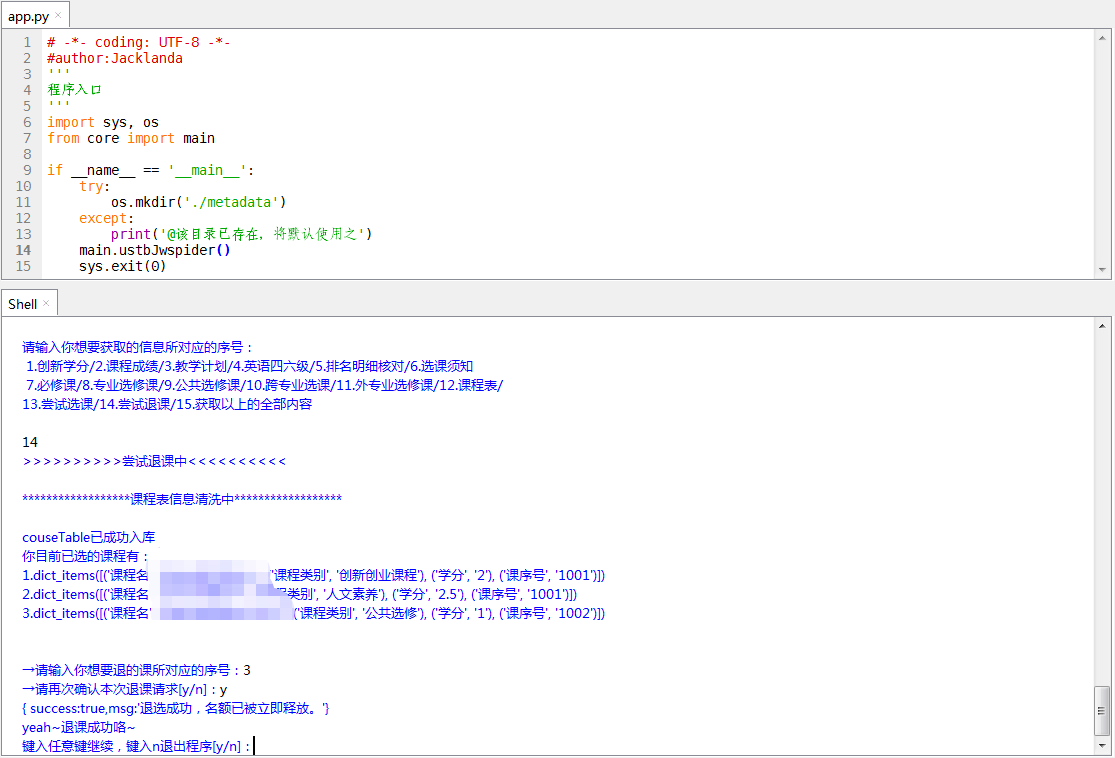 app.py ×
1 # -*- coding: UTF-8 -*-
2 #author:Jacklanda
3 '''
4 程序入口
5 '''
6 import sys, os
7 from core import main
8
9 if __name__ == '__main__':
10 try:
11 os.mkdir('./metadata')
12 except:
13 print('@该目录已存在，将默认使用之')
14 main.ustbJwspider()
15 sys.exit(0)
Shell ×
请输入你想要获取的信息所对应的序号：
1.创新学分/2.课程成绩/3.教学计划/4.英语四六级/5.排名明细核对/6.选课须知
7.必修课/8.专业选修课/9.公共选修课/10.跨专业选课/11.外专业选修课/12.课程表/
13.尝试选课/14.尝试退课/15.获取以上的全部内容
14
>>>>>>>>>>尝试退课中<<<<<<<<<<
******************课程表信息清洗中******************
couseTable已成功入库
你目前已选的课程有：
1.dict_items([('课程名 '课程类别', '创新创业课程'), ('学分', '2'), ('课序号', '1001')])
2.dict_items([('课程名 程类别', '人文素养'), ('学分', '2.5'), ('课序号', '1001')])
3.dict_items([('课程名' ('课程类别', '公共选修'), ('学分', '1'), ('课序号', '1002')])
→请输入你想要退的课所对应的序号：3
→请再次确认本次退课请求[y/n]：y
{ success:true,msg:'退选成功，名额已被立即释放。'}
yeah~退课成功咯~
键入任意键继续，键入n退出程序[y/n]：